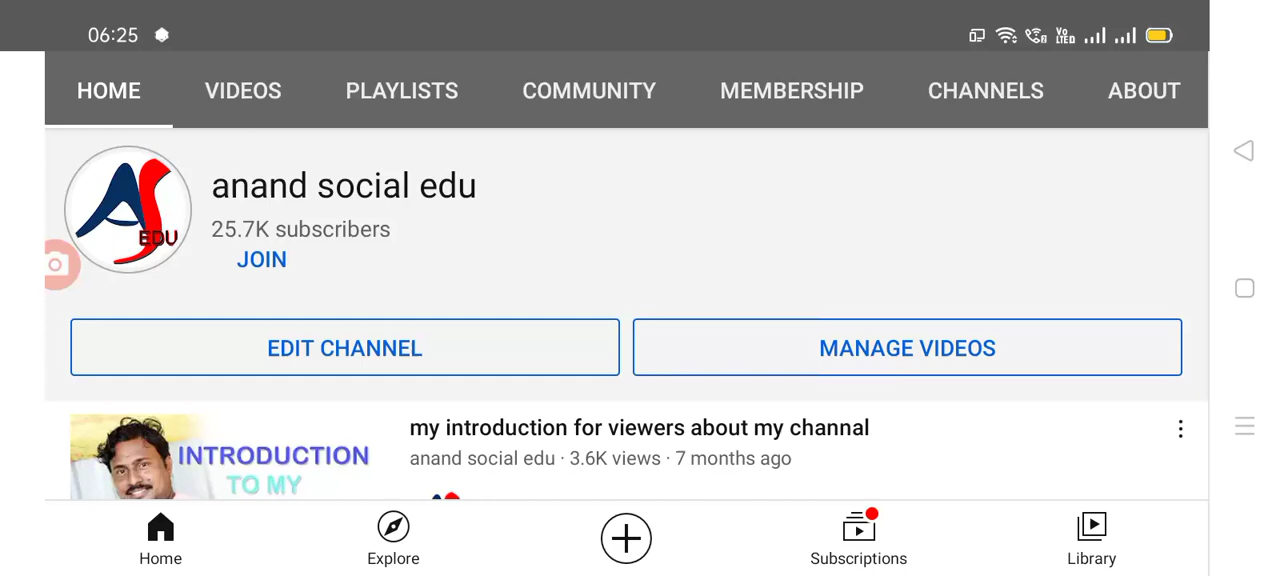 06:25
Vo LTED
HOME VIDEOS PLAYLISTS COMMUNITY MEMBERSHIP CHANNELS ABOUT
AS EDU
anand social edu
25.7K subscribers
JOIN
EDIT CHANNEL MANAGE VIDEOS
INTRODUCTION
TO MY
my introduction for viewers about my channal
anand social edu · 3.6K views · 7 months ago
Home Explore Subscriptions Library